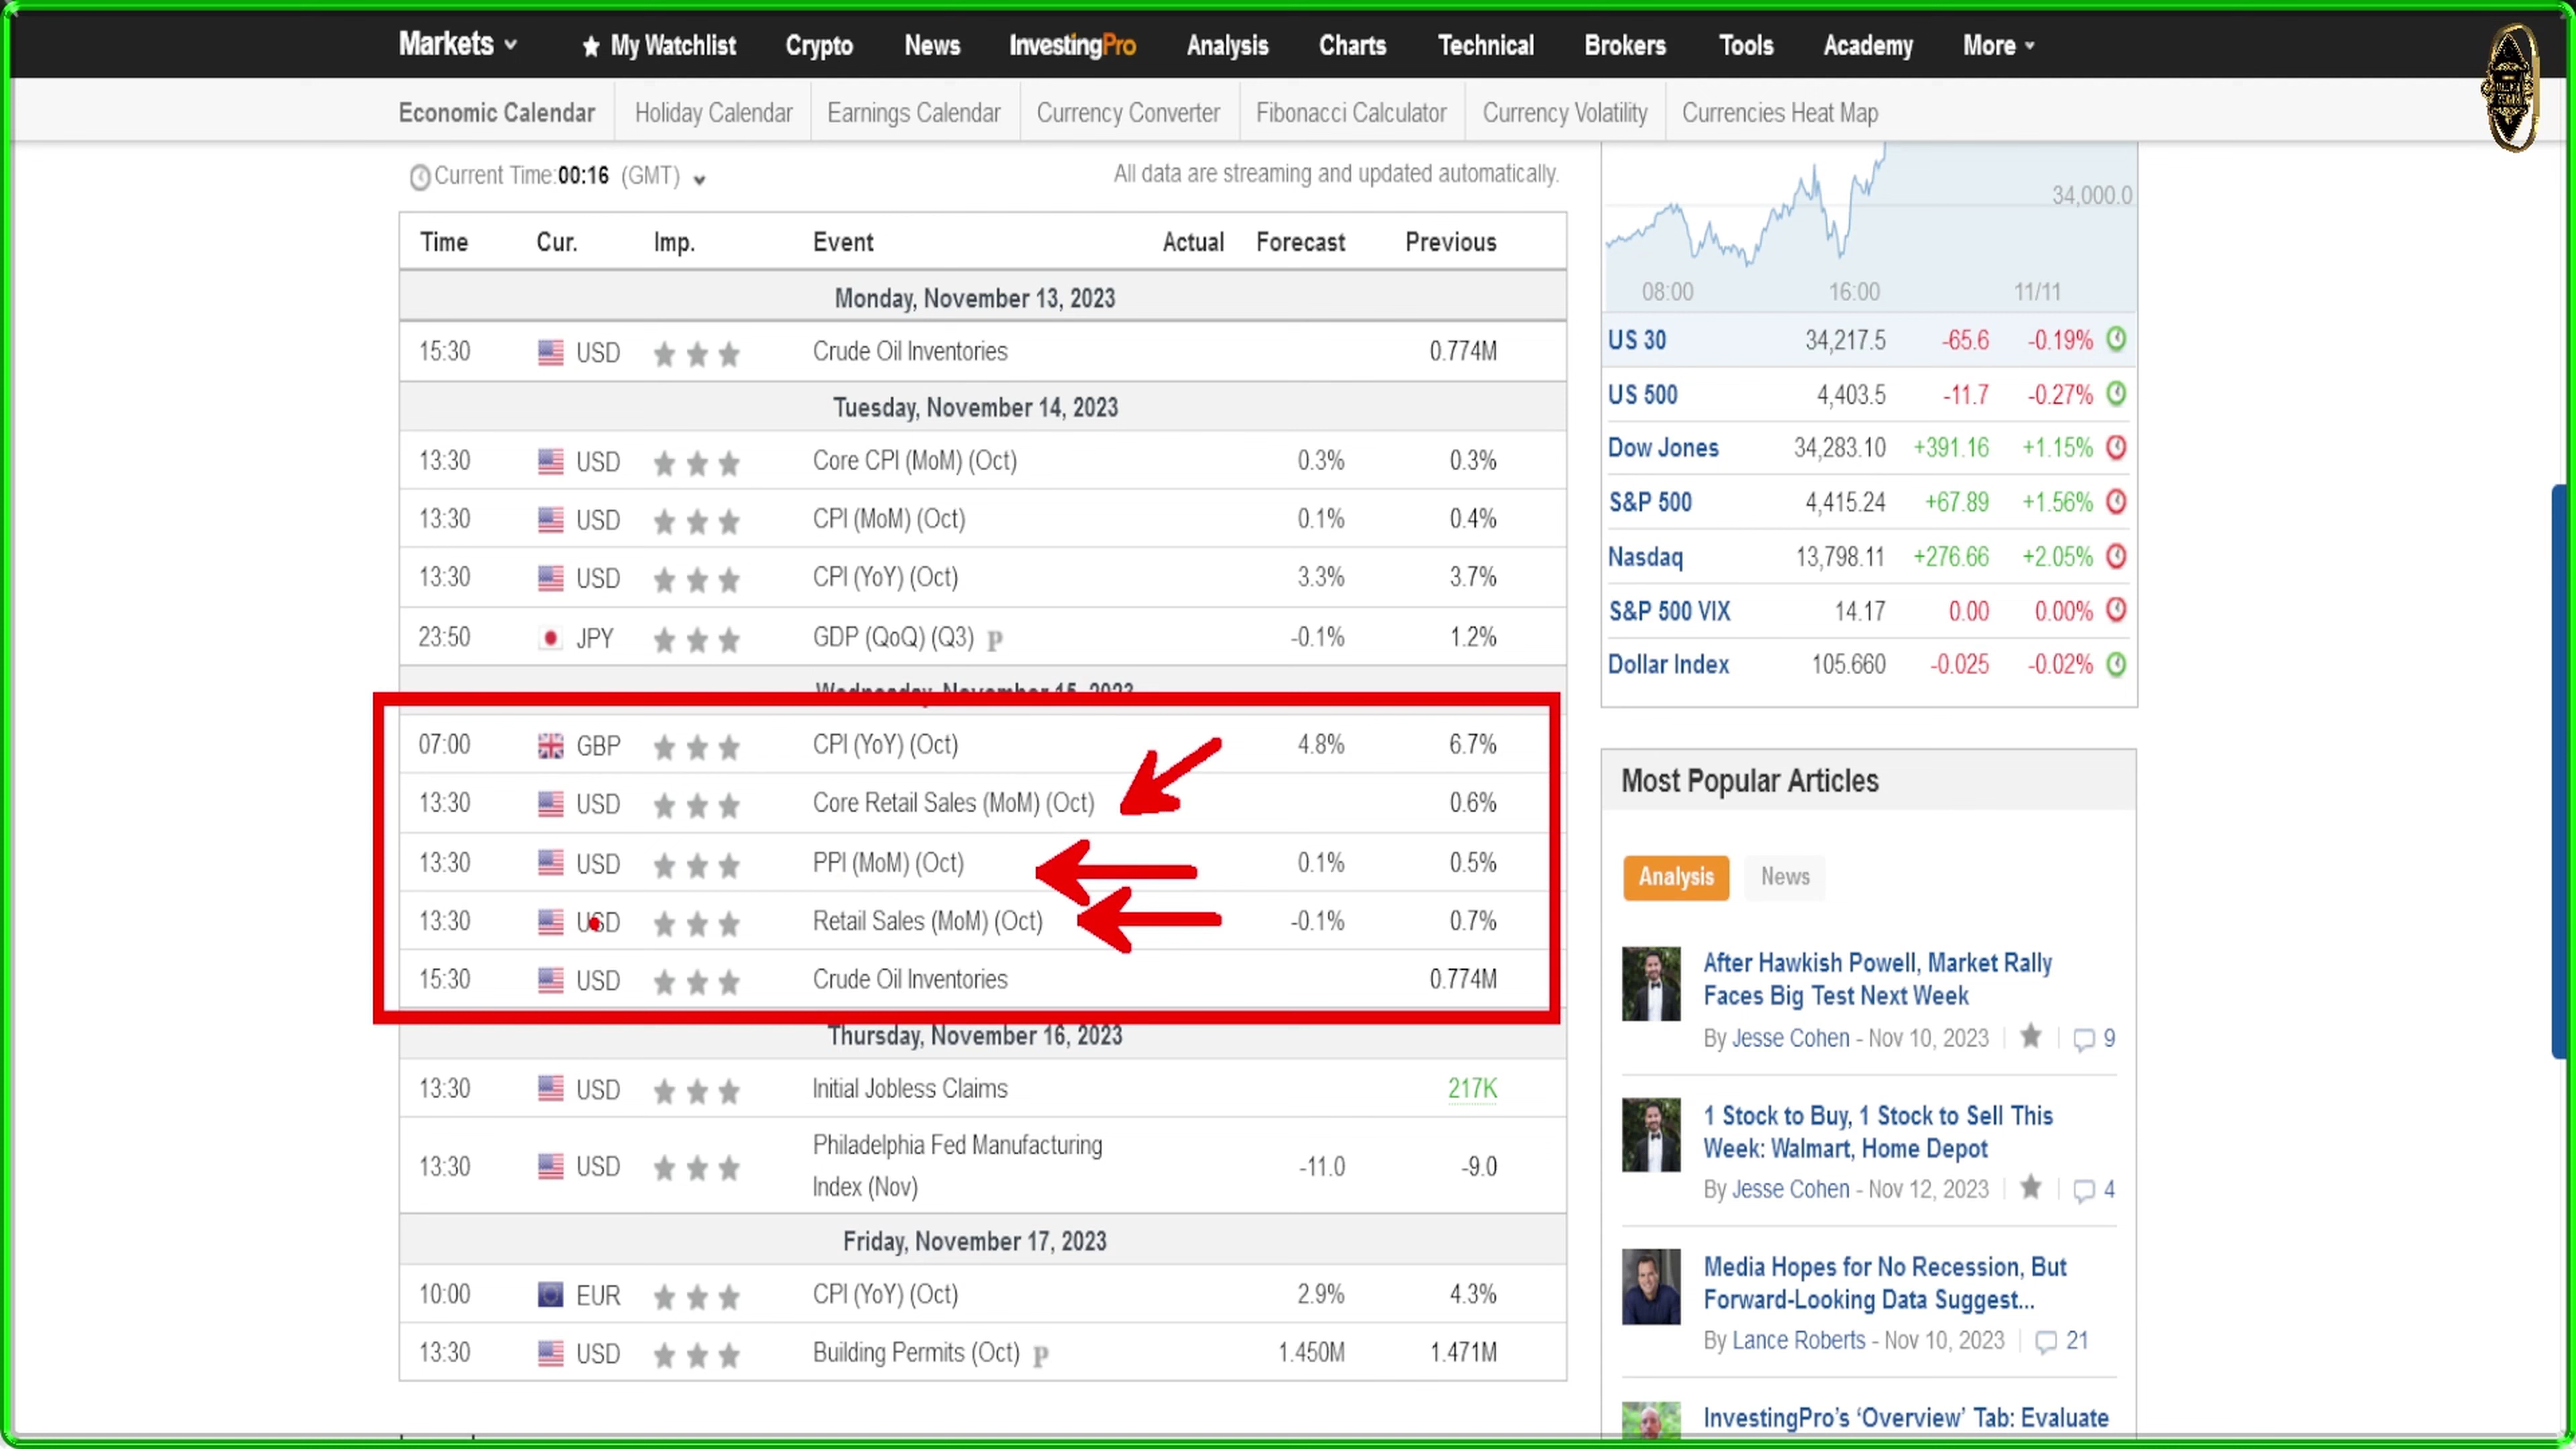 Markets My Watchlist Crypto News InvestingPro Analysis Charts Technical Brokers Tools Academy More
Economic Calendar Holiday Calendar Earnings Calendar Currency Converter Fibonacci Calculator Currency Volatility Currencies Heat Map
Current Time:00:16 (GMT) All data are streaming and updated automatically.
Time Cur. Imp. Event Actual Forecast Previous
Monday, November 13, 2023
15:30 USD Crude Oil Inventories 0.774M
Tuesday, November 14, 2023
13:30 USD Core CPI (MoM) (Oct) 0.3% 0.3%
13:30 USD CPI (MoM) (Oct) 0.1% 0.4%
13:30 USD CPI (YoY) (Oct) 3.3% 3.7%
23:50 JPY GDP (QoQ) (Q3) P -0.1% 1.2%
Wednesday, November 15, 2023
07:00 GBP CPI (YoY) (Oct) 4.8% 6.7%
13:30 USD Core Retail Sales (MoM) (Oct) 0.6%
13:30 USD PPI (MoM) (Oct) 0.1% 0.5%
13:30 USD Retail Sales (MoM) (Oct) -0.1% 0.7%
15:30 USD Crude Oil Inventories 0.774M
Thursday, November 16, 2023
13:30 USD Initial Jobless Claims 217K
13:30 USD Philadelphia Fed Manufacturing
Index (Nov) -11.0 -9.0
Friday, November 17, 2023
10:00 EUR CPI (YoY) (Oct) 2.9% 4.3%
13:30 USD Building Permits (Oct) P 1.450M 1.471M
34,000.0
08:00 16:00 11/11
US 30 34,217.5 -65.6 -0.19%
US 500 4,403.5 -11.7 -0.27%
Dow Jones 34,283.10 +391.16 +1.15%
S&P 500 4,415.24 +67.89 +1.56%
Nasdaq 13,798.11 +276.66 +2.05%
S&P 500 VIX 14.17 0.00 0.00%
Dollar Index 105.660 -0.025 -0.02%
Most Popular Articles
Analysis News
After Hawkish Powell, Market Rally
Faces Big Test Next Week
By Jesse Cohen - Nov 10, 2023 9
1 Stock to Buy, 1 Stock to Sell This
Week: Walmart, Home Depot
By Jesse Cohen - Nov 12, 2023 4
Media Hopes for No Recession, But
Forward-Looking Data Suggest...
By Lance Roberts - Nov 10, 2023 21
InvestingPro's 'Overview' Tab: Evaluate